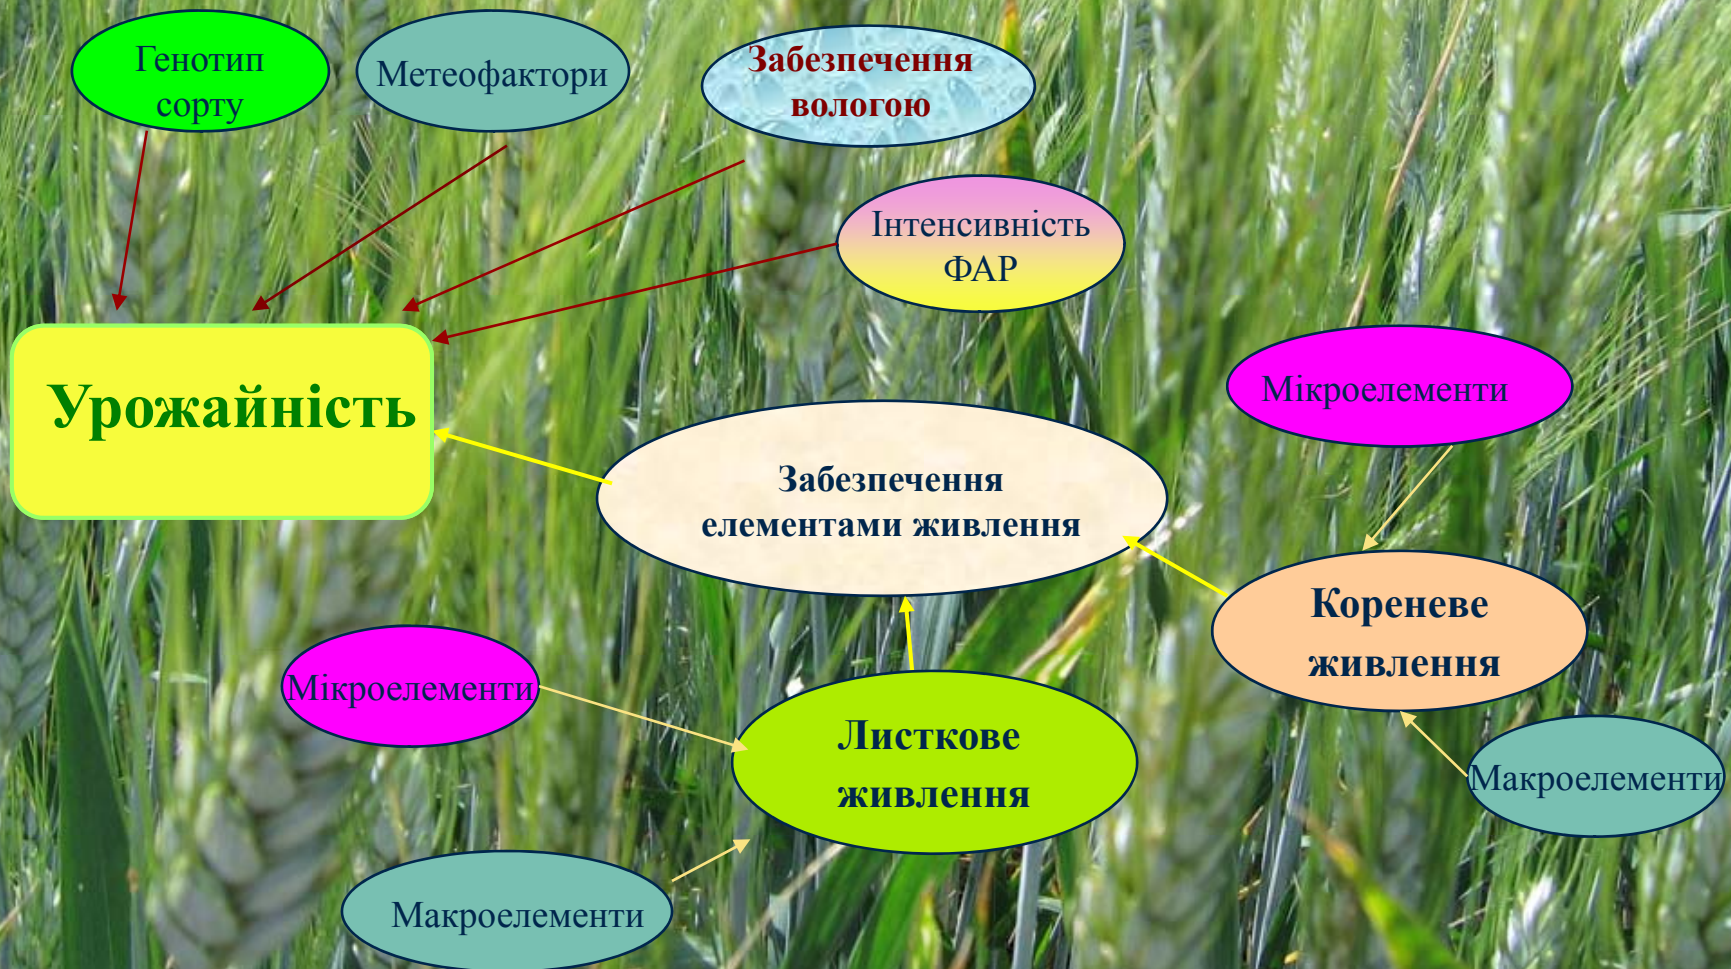 Генотип
сорту
Метеофактори
Забезпечення
вологою
Інтенсивність
ФАР
Урожайність
Мікроелементи
Забезпечення
елементами живлення
Кореневе
живлення
Мікроелементи
Листкове
живлення
Макроелементи
Макроелементи